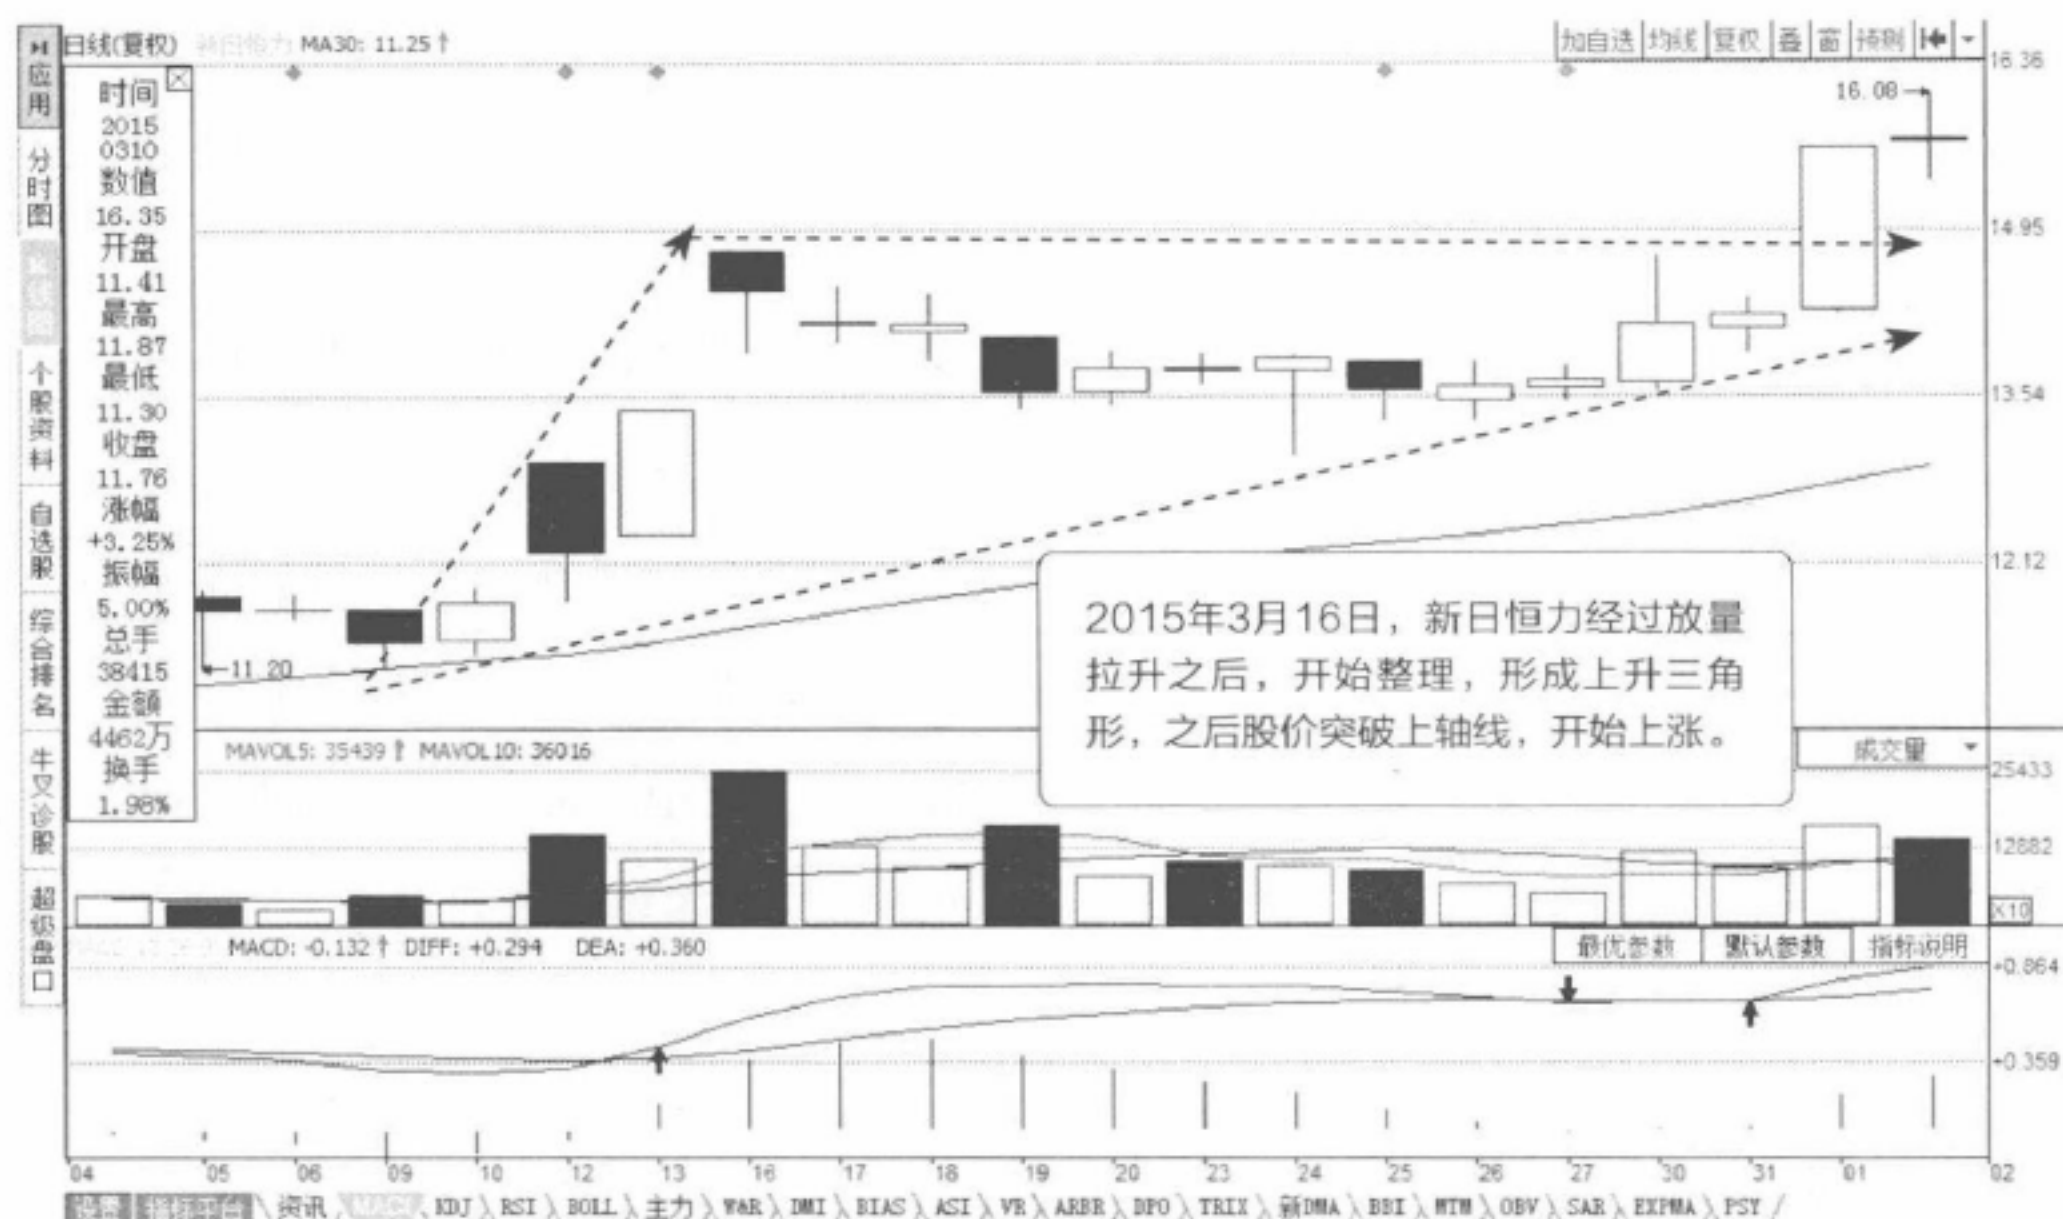 日线(复权) MA30: 11.25↑
加自选 均线 复权 叠 窗 预测
应用
分时图
个股资料
自选股
综合排名
牛叉诊股
超级盘口
时间
2015
0310
数值
16.35
开盘
11.41
最高
11.87
最低
11.30
收盘
11.76
涨幅
+3.25%
振幅
5.00%
总手
38415
金额
4462万
换手
1.98%
16.08
11.20
16.36
14.95
13.54
12.12
2015年3月16日，新日恒力经过放量
拉升之后，开始整理，形成上升三角
形，之后股价突破上轴线，开始上涨。
MAVOL5: 35439↑ MAVOL10: 36016
成交量
25433
12882
X10
MACD: -0.132↑ DIFF: +0.294 DEA: +0.360
最优参数 默认参数 指标说明
+0.864
+0.359
04 05 06 09 10 12 13 16 17 18 19 20 23 24 25 26 27 30 31 01 02
资讯 KDJ RSI BOLL 主力 W&R DMI BIAS ASI VR ARBR DPO TRIX 新DMA BBI MTM OBV SAR EXPMA PSY